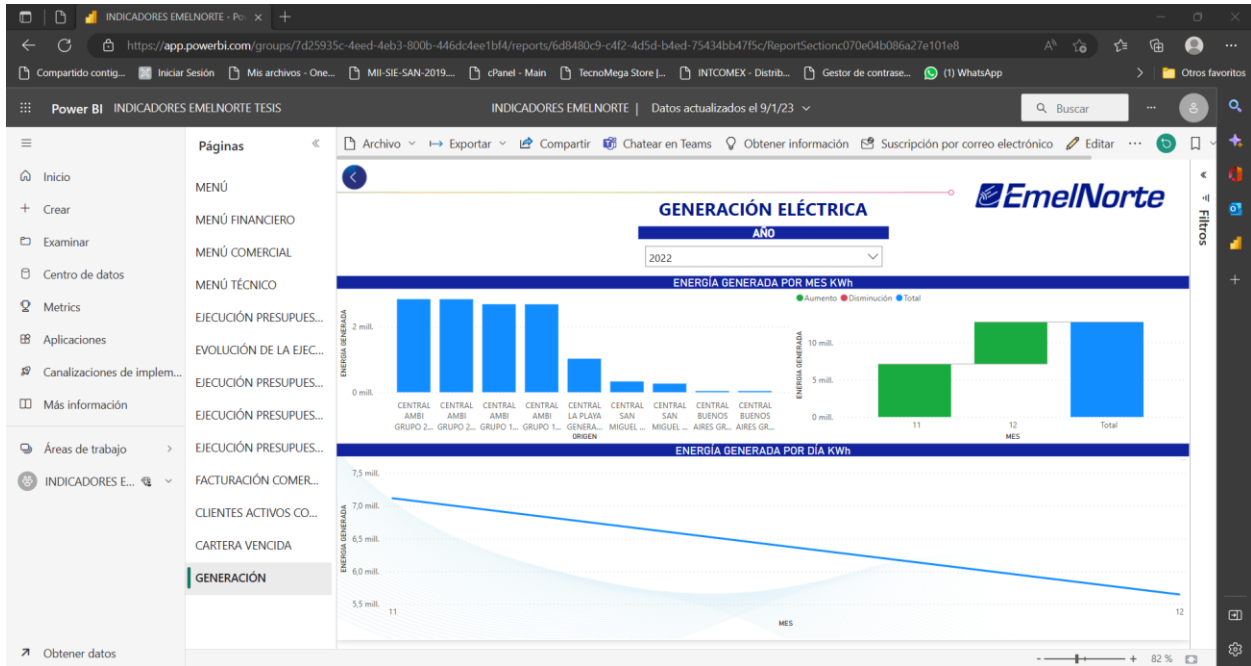 INDICADORES EMELNORTE - Po
https://app.powerbi.com/groups/7d25935c-4eed-4eb3-800b-446dc4ee1bf4/reports/6d8480c9-c4f2-4d5d-b4ed-75434bb47f5c/ReportSectionc070e04b086a27e101e8
Compartido contig... Iniciar Sesión Mis archivos - One... MII-SIE-SAN-2019.... cPanel - Main TecnoMega Store |... INTCOMEX - Distrib... Gestor de contrase... (1) WhatsApp Otros favoritos
Power BI INDICADORES EMELNORTE TESIS INDICADORES EMELNORTE | Datos actualizados el 9/1/23 Buscar
Inicio
Crear
Examinar
Centro de datos
Metrics
Aplicaciones
Canalizaciones de implem...
Más información
Áreas de trabajo
INDICADORES E...
Obtener datos
Páginas
MENÚ
MENÚ FINANCIERO
MENÚ COMERCIAL
MENÚ TÉCNICO
EJECUCIÓN PRESUPUES...
EVOLUCIÓN DE LA EJEC...
EJECUCIÓN PRESUPUES...
EJECUCIÓN PRESUPUES...
EJECUCIÓN PRESUPUES...
FACTURACIÓN COMER...
CLIENTES ACTIVOS CO...
CARTERA VENCIDA
GENERACIÓN
Archivo Exportar Compartir Chatear en Teams Obtener información Suscripción por correo electrónico Editar ...
EmelNorte
GENERACIÓN ELÉCTRICA
AÑO
2022
ENERGÍA GENERADA POR MES KWh
ENERGÍA GENERADA
2 mill.
0 mill.
CENTRAL AMBI GRUPO 2...
CENTRAL AMBI GRUPO 2...
CENTRAL AMBI GRUPO 1...
CENTRAL AMBI GRUPO 1...
CENTRAL LA PLAYA GENERA...
CENTRAL SAN MIGUEL ...
CENTRAL SAN MIGUEL ...
CENTRAL BUENOS AIRES GR...
CENTRAL BUENOS AIRES GR...
ORIGEN
Aumento Disminución Total
ENERGÍA GENERADA
10 mill.
5 mill.
0 mill.
11 12 Total
MES
ENERGÍA GENERADA POR DÍA KWh
ENERGÍA GENERADA
7,5 mill.
7,0 mill.
6,5 mill.
6,0 mill.
5,5 mill.
11 12
MES
Filtros
82 %